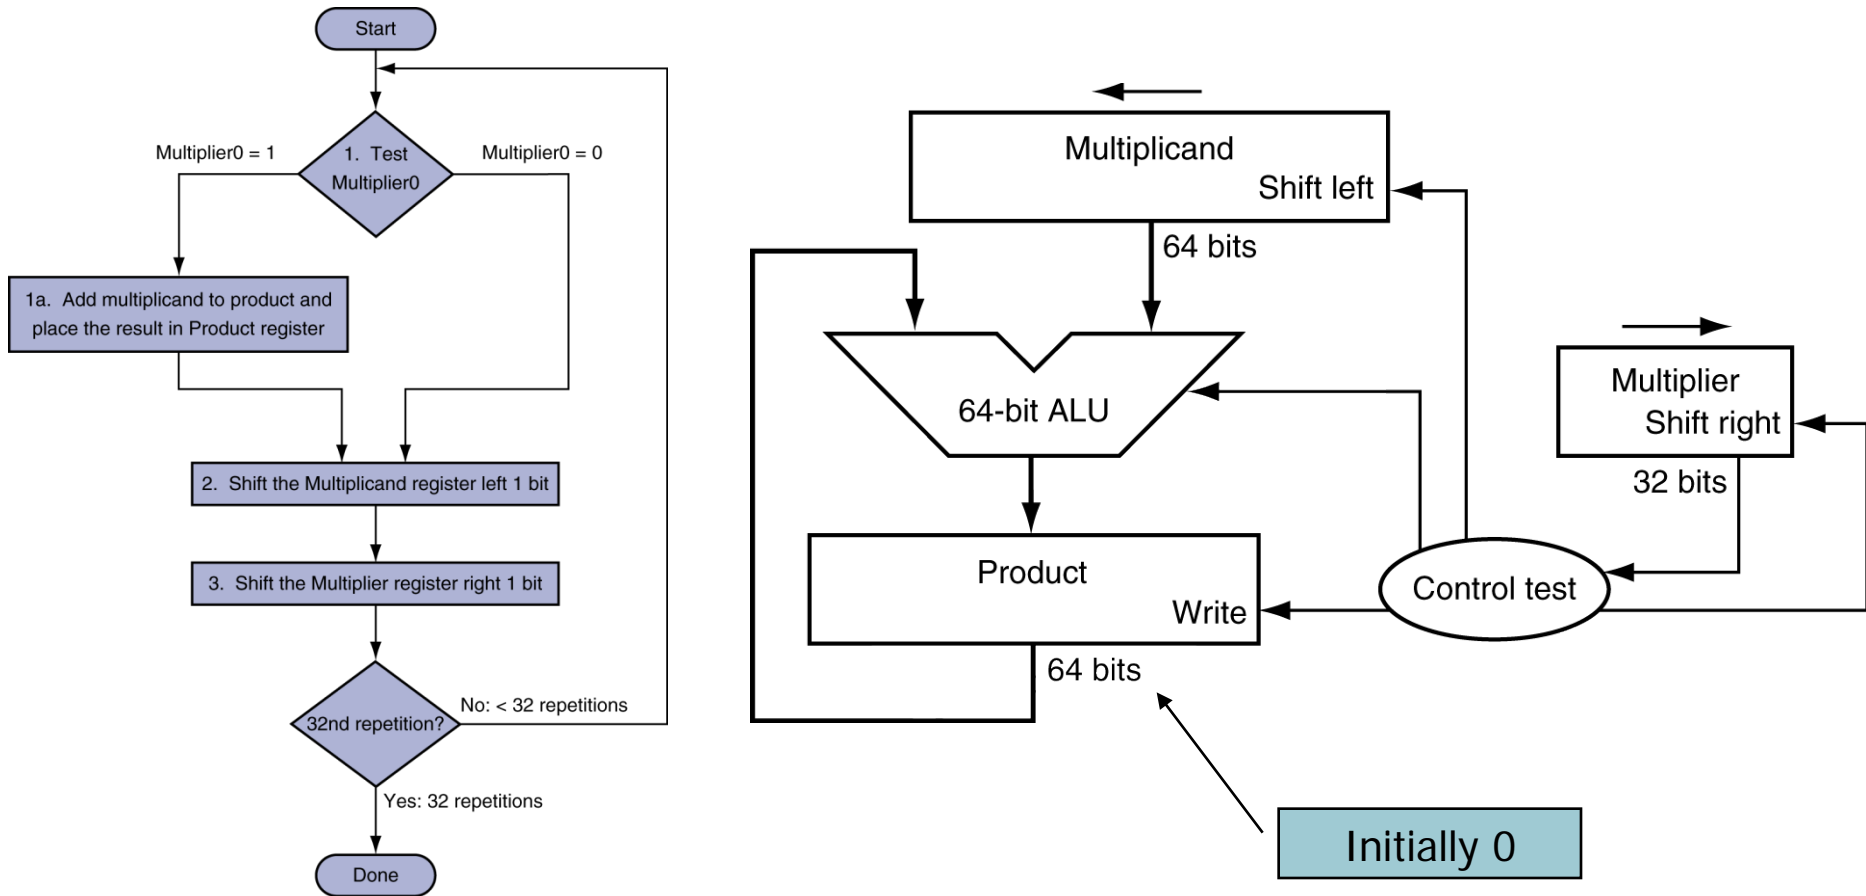 Start
Multiplier0 = 1
1. Test
Multiplier0
Multiplier0 = 0
1a. Add multiplicand to product and
place the result in Product register
2. Shift the Multiplicand register left 1 bit
3. Shift the Multiplier register right 1 bit
32nd repetition?
No: < 32 repetitions
Yes: 32 repetitions
Done
Multiplicand
Shift left
64 bits
64-bit ALU
Multiplier
Shift right
32 bits
Product
Write
Control test
64 bits
Initially 0